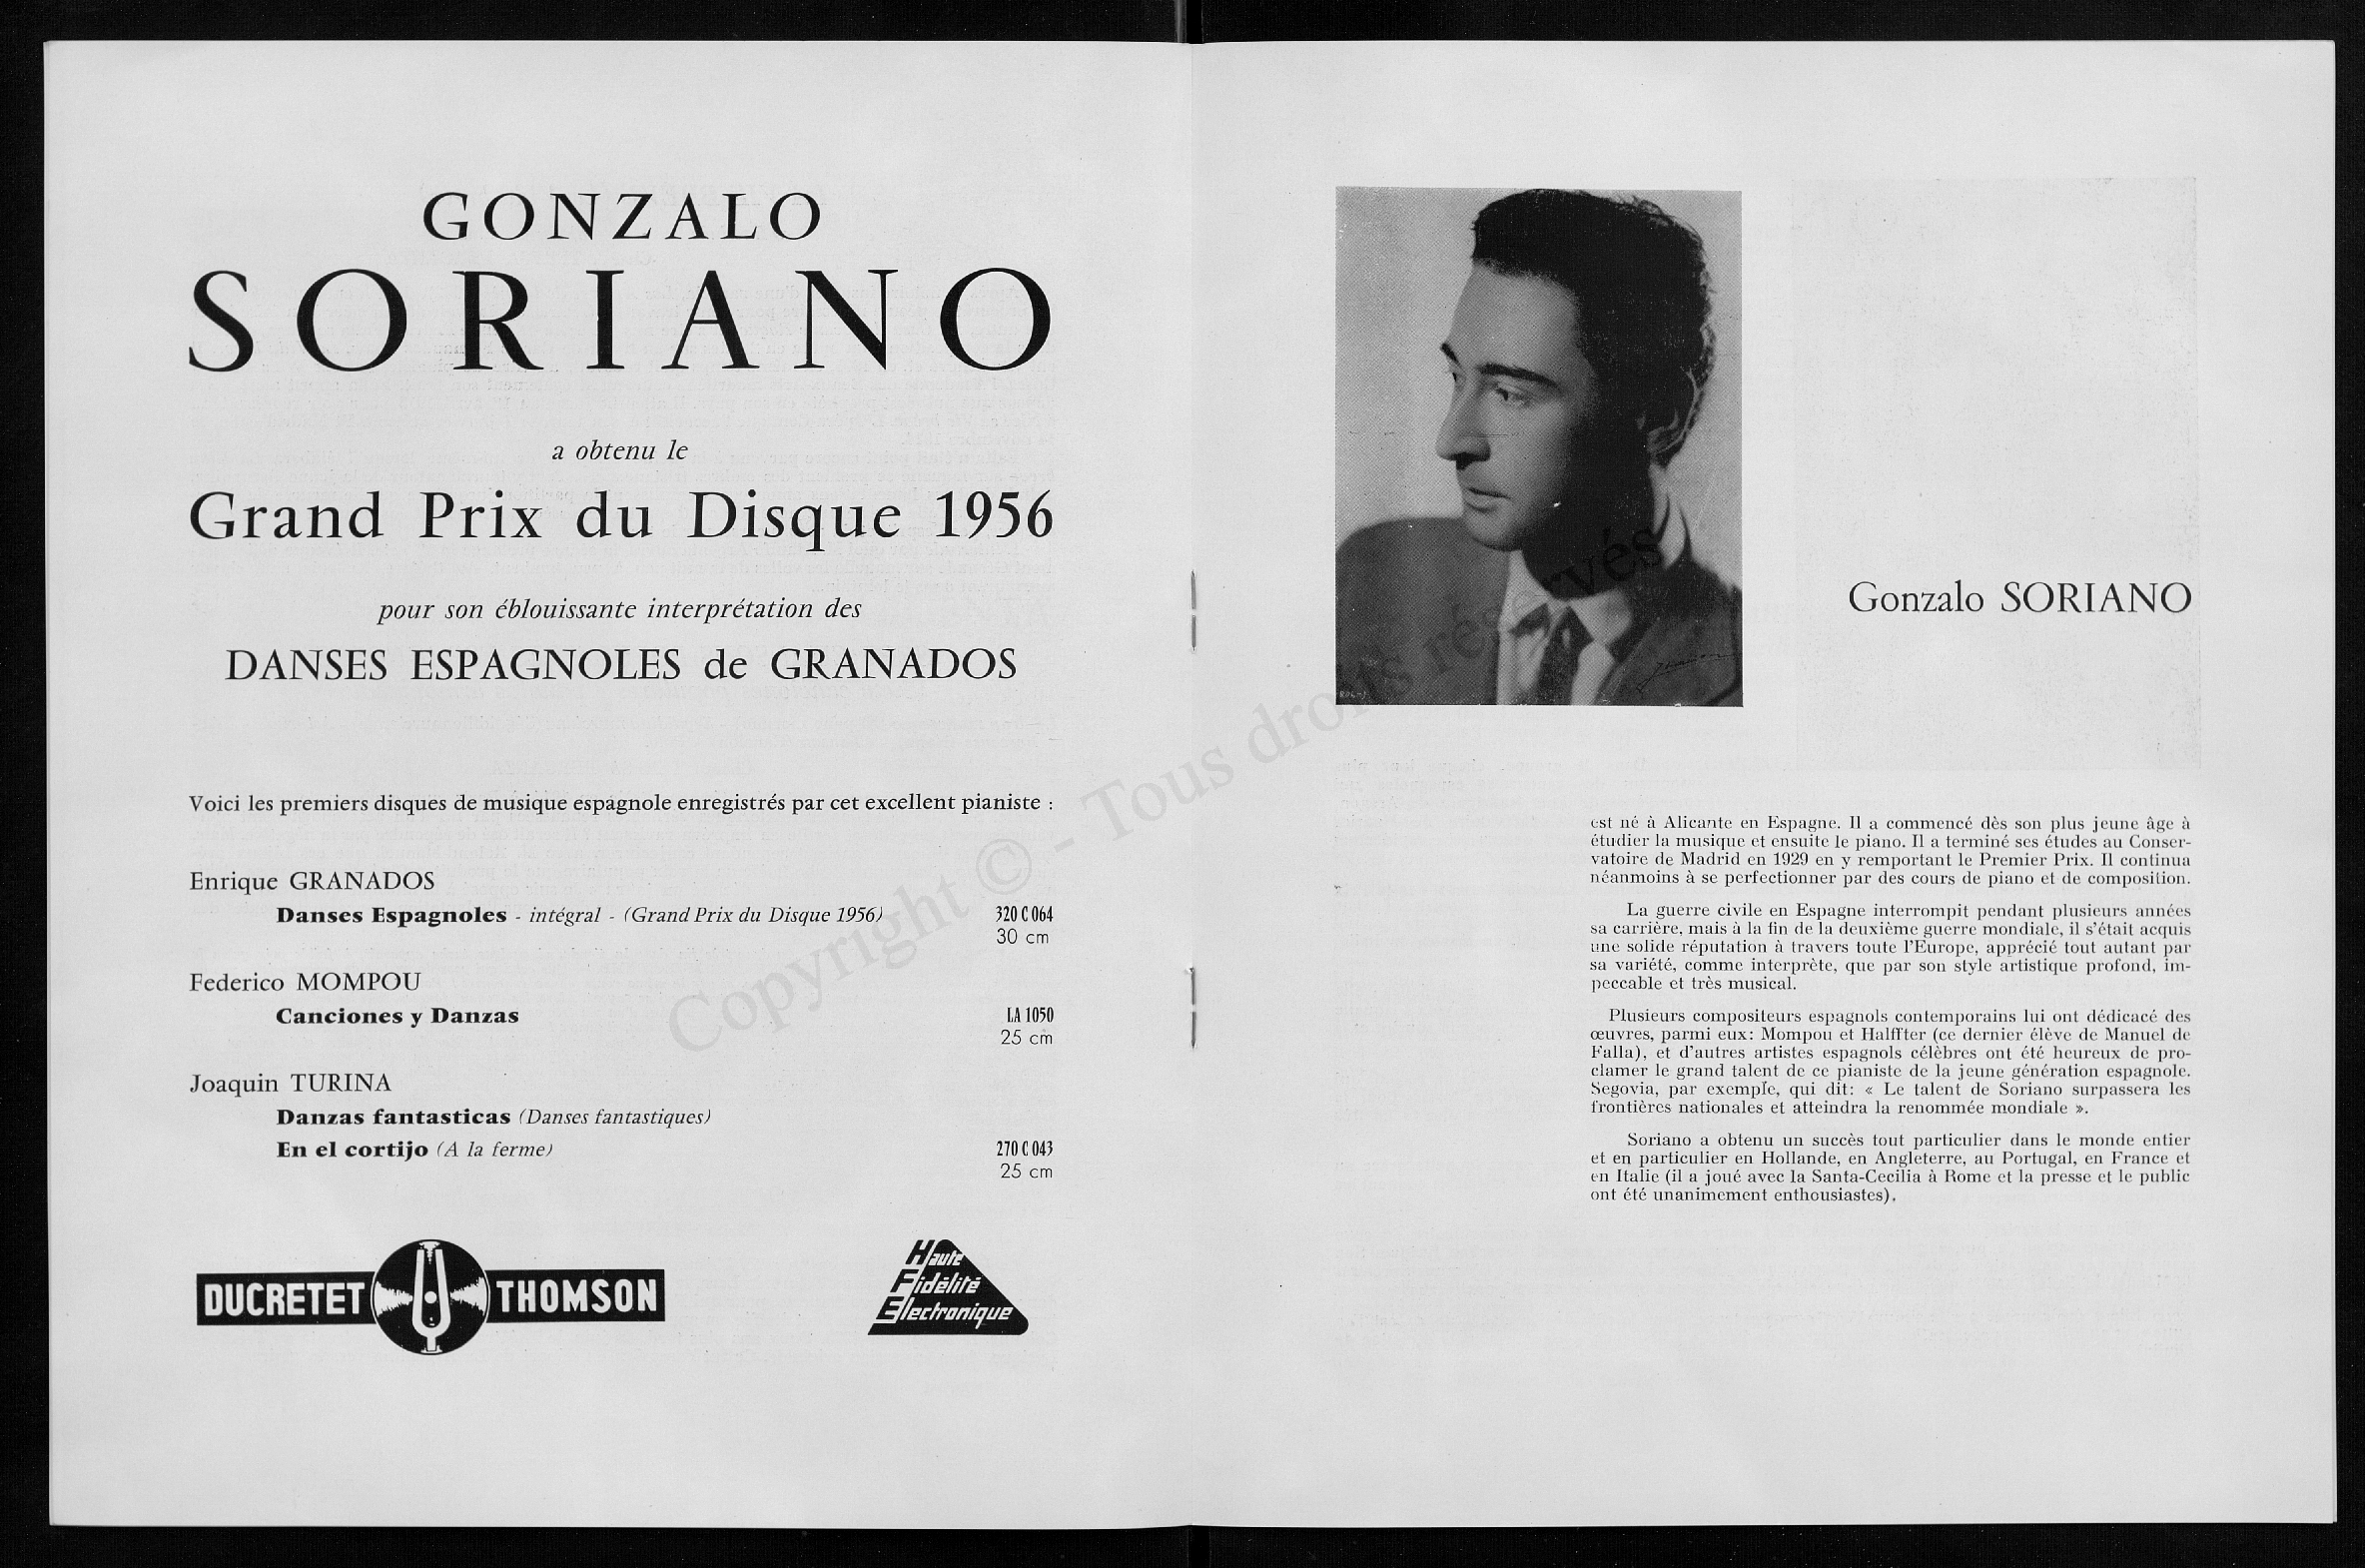 GONZALO
SORIANO
a obtenu le
Grand Prix du Disque 1956
pour son éblouissante interprétation des
DANSES ESPAGNOLES de GRANADOS
Voici les premiers disques de musique espagnole enregistrés par cet excellent pianiste :
Enrique GRANADOS
Danses Espagnoles - intégral - (Grand Prix du Disque 1956) 320 C 064
30 cm
Federico MOMPOU
Canciones y Danzas LA 1050
25 cm
Joaquin TURINA
Danzas fantasticas (Danses fantastiques)
En el cortijo (A la ferme) 270 C 043
25 cm
DUCRETET THOMSON
Haute
Fidélité
Electronique
Gonzalo SORIANO
est né à Alicante en Espagne. Il a commencé dès son plus jeune âge à
étudier la musique et ensuite le piano. Il a terminé ses études au Conser-
vatoire de Madrid en 1929 en y remportant le Premier Prix. Il continua
néanmoins à se perfectionner par des cours de piano et de composition.
La guerre civile en Espagne interrompit pendant plusieurs années
sa carrière, mais à la fin de la deuxième guerre mondiale, il s'était acquis
une solide réputation à travers toute l'Europe, apprécié tout autant par
sa variété, comme interprète, que par son style artistique profond, im-
peccable et très musical.
Plusieurs compositeurs espagnols contemporains lui ont dédicacé des
œuvres, parmi eux: Mompou et Halffter (ce dernier élève de Manuel de
Falla), et d'autres artistes espagnols célèbres ont été heureux de pro-
clamer le grand talent de ce pianiste de la jeune génération espagnole.
Segovia, par exemple, qui dit: « Le talent de Soriano surpassera les
frontières nationales et atteindra la renommée mondiale ».
Soriano a obtenu un succès tout particulier dans le monde entier
et en particulier en Hollande, en Angleterre, au Portugal, en France et
en Italie (il a joué avec la Santa-Cecilia à Rome et la presse et le public
ont été unanimement enthousiastes).
Copyright © - Tous droits réservés